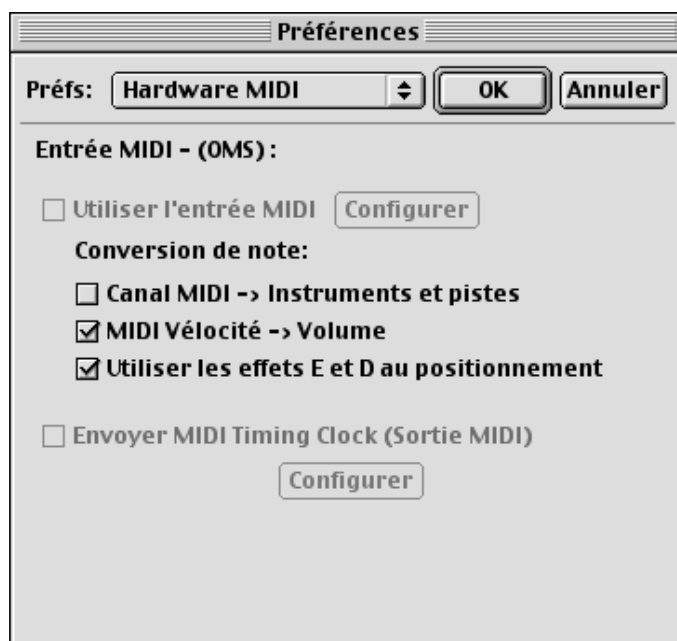 Préférences
Préfs: Hardware MIDI OK Annuler
Entrée MIDI - (OMS) :
Utiliser l'entrée MIDI Configurer
Conversion de note:
Canal MIDI -> Instruments et pistes
MIDI Vélocité -> Volume
Utiliser les effets E et D au positionnement
Envoyer MIDI Timing Clock (Sortie MIDI)
Configurer